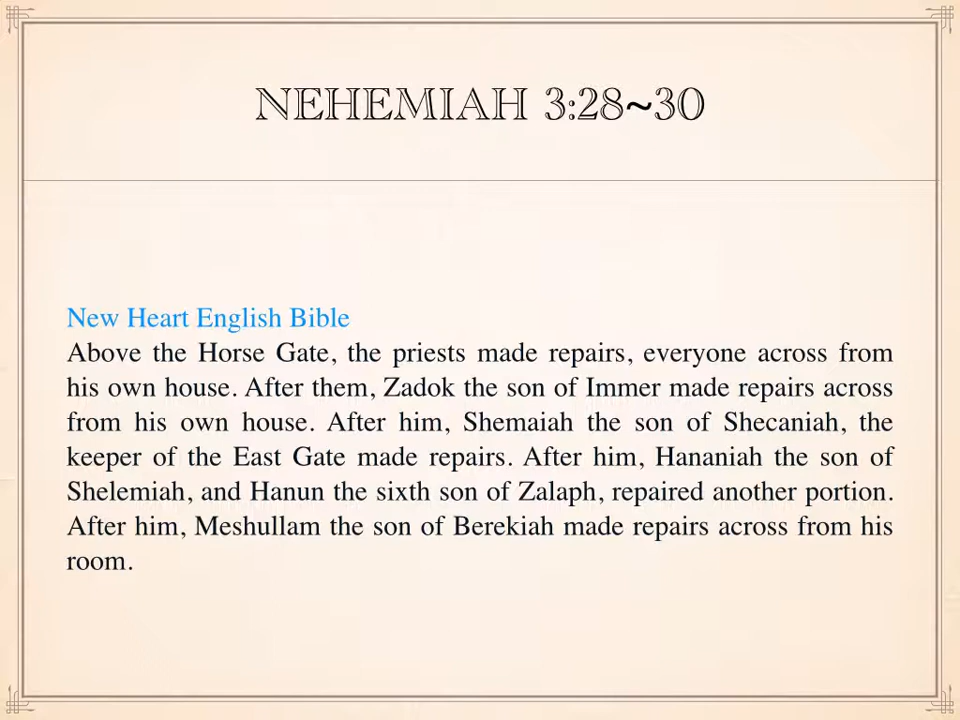 NEHEMIAH 3:28~30
New Heart English Bible
Above the Horse Gate, the priests made repairs, everyone across from
his own house. After them, Zadok the son of Immer made repairs across
from his own house. After him, Shemaiah the son of Shecaniah, the
keeper of the East Gate made repairs. After him, Hananiah the son of
Shelemiah, and Hanun the sixth son of Zalaph, repaired another portion.
After him, Meshullam the son of Berekiah made repairs across from his
room.